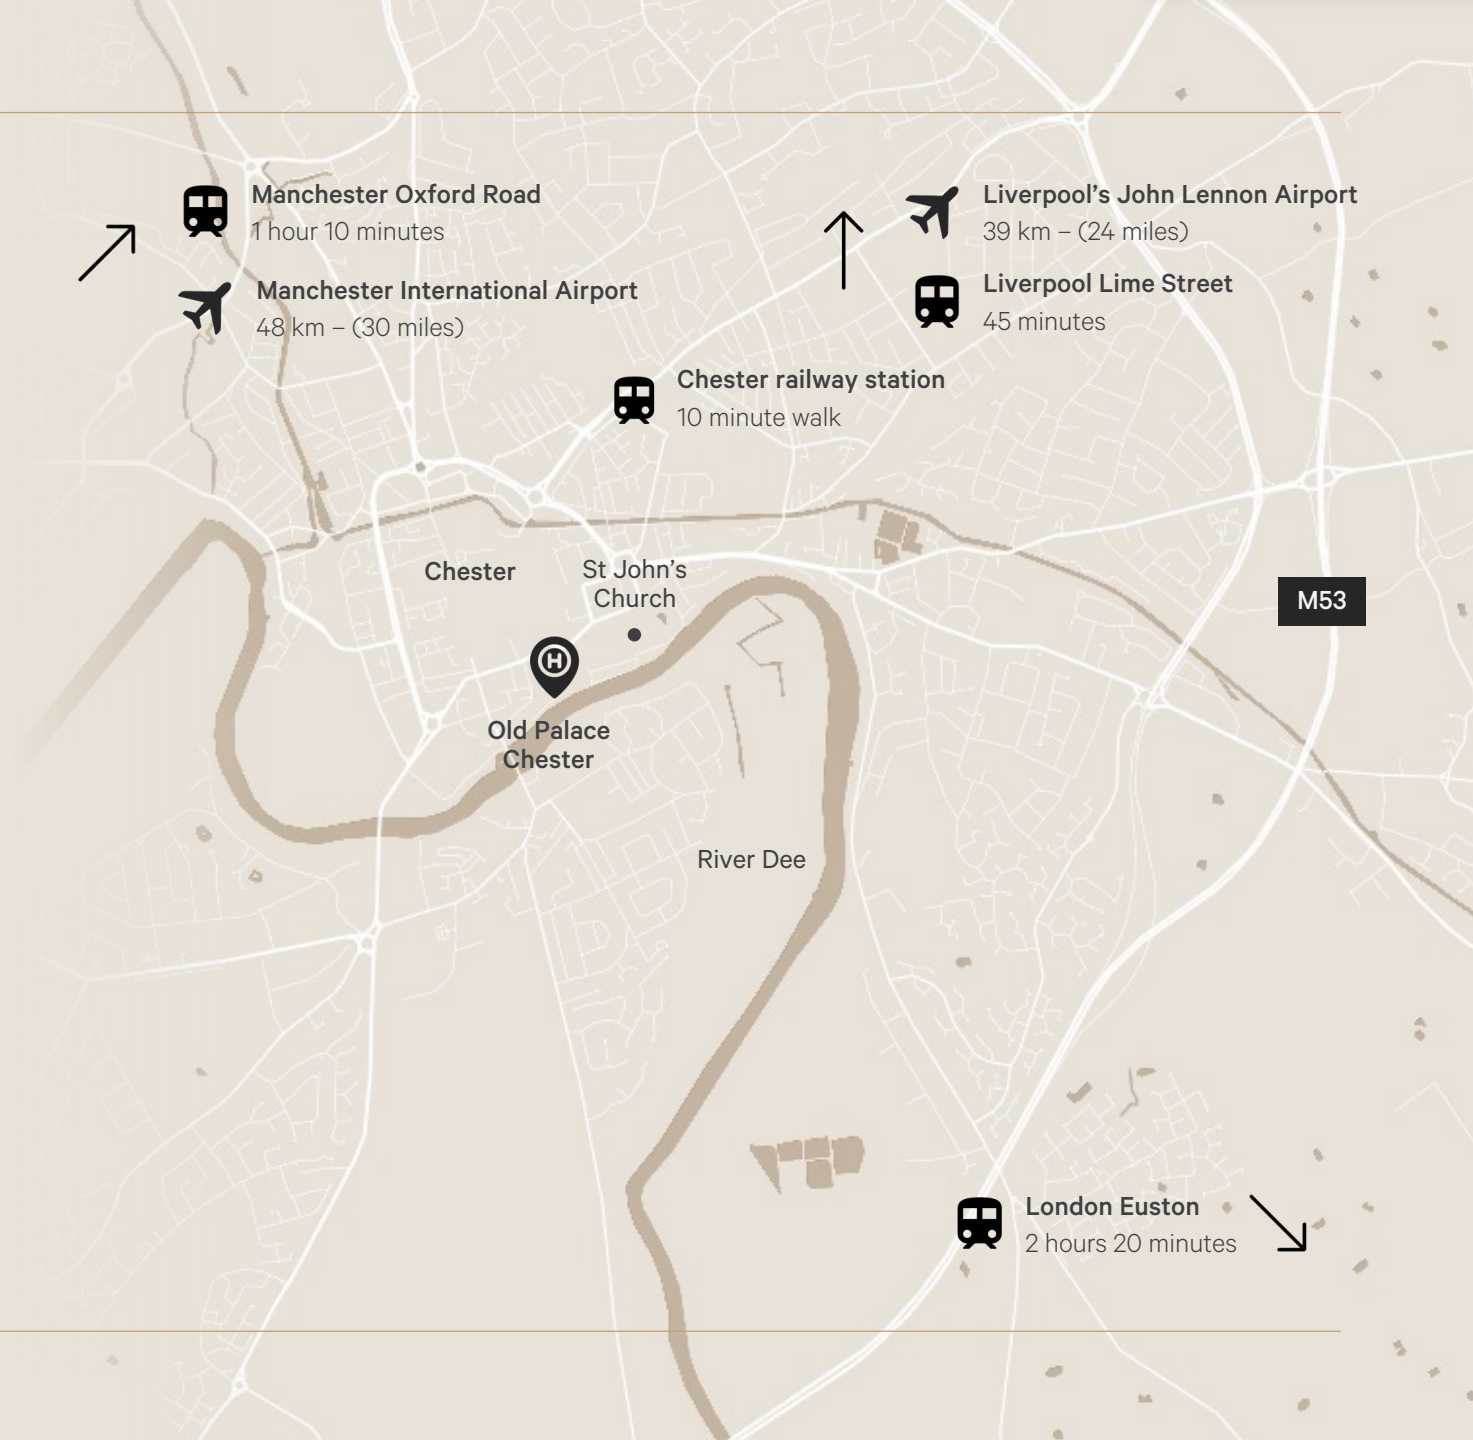 Manchester Oxford Road
1 hour 10 minutes
Manchester International Airport
48 km – (30 miles)
Liverpool’s John Lennon Airport
39 km – (24 miles)
Liverpool Lime Street
45 minutes
Chester railway station
10 minute walk
Chester
St John’s
Church
M53
H
Old Palace
Chester
River Dee
London Euston
2 hours 20 minutes